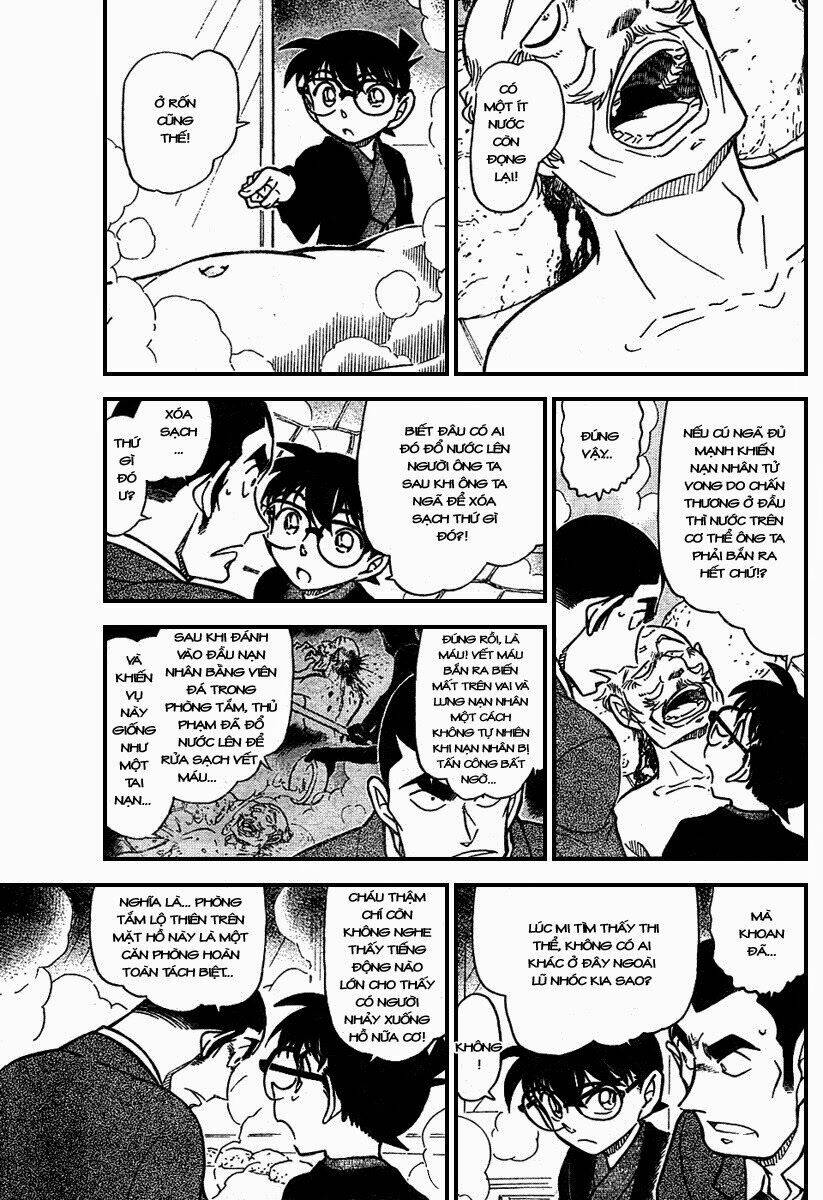 CÓ
MỘT ÍT
NƯỚC
CÒN
ĐỌNG
LẠI!
Ở RỐN
CŨNG
THẾ!
NẾU CÚ NGÃ ĐỦ
MẠNH KHIẾN
NẠN NHÂN TỬ
VONG DO CHẤN
THƯƠNG Ở ĐẦU
THÌ NƯỚC TRÊN
CƠ THỂ ÔNG TA
PHẢI BẮN RA
HẾT CHỨ!?
ĐÚNG
VẬY..
BIẾT ĐÂU CÓ AI
ĐÓ ĐỔ NƯỚC LÊN
NGƯỜI ÔNG TA
SAU KHI ÔNG TA
NGÃ ĐỂ XÓA
SẠCH THỨ GÌ
ĐÓ?!
XÓA
SẠCH
...
THỨ
GÌ
ĐÓ
Ư?
ĐÚNG RỒI, LÀ
MÁU! VẾT MÁU
BẮN RA BIẾN
MẤT TRÊN VAI VÀ
LƯNG NẠN NHÂN
MỘT CÁCH
KHÔNG TỰ NHIÊN
KHI NẠN NHÂN BỊ
TẤN CÔNG BẤT
NGỜ...
SAU KHI ĐÁNH
VÀO ĐẦU NẠN
NHÂN BẰNG VIÊN
ĐÁ TRONG
PHÒNG TẮM, THỦ
PHẠM ĐÃ ĐỔ
NƯỚC LÊN ĐỂ
RỬA SẠCH VẾT
MÁU...
VÀ
KHIẾN
VỤ
NÀY
GIỐNG
NHƯ
MỘT
TAI
NẠN...
MÀ
KHOAN
ĐÃ...
LÚC MI TÌM THẤY THI
THỂ, KHÔNG CÓ AI
KHÁC Ở ĐÂY NGOÀI
LŨ NHÓC KIA SAO?
KHÔNG
!
CHÁU THẬM
CHÍ CÒN
KHÔNG NGHE
THẤY TIẾNG
ĐỘNG NÀO
LỚN CHO THẤY
CÓ NGƯỜI
NHẢY XUỐNG
HỒ NỮA CƠ!
NGHĨA LÀ... PHÒNG
TẮM LỘ THIÊN TRÊN
MẶT HỒ NÀY LÀ MỘT
CĂN PHÒNG HOÀN
TOÀN TÁCH BIỆT...